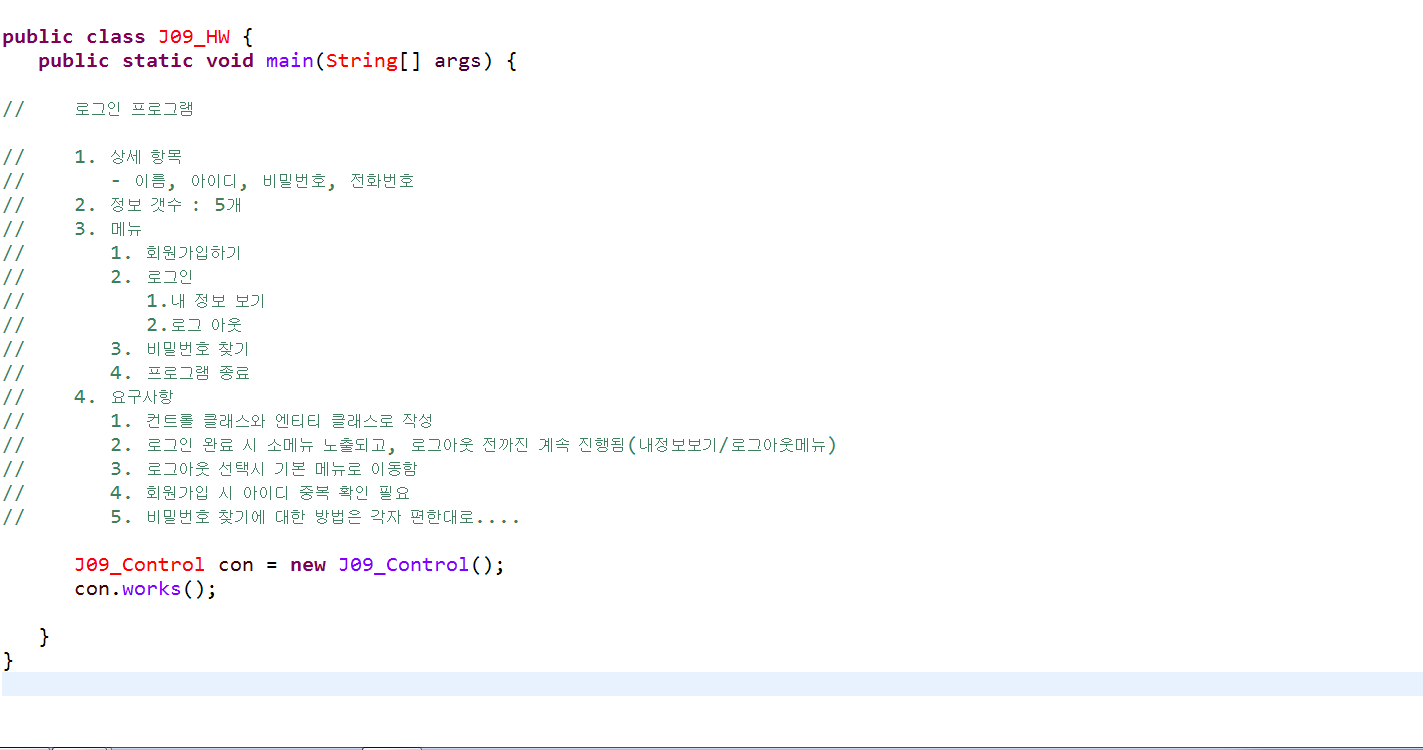 public class J09_HW {
public static void main(String[] args) {
// 로그인 프로그램
// 1. 상세 항목
// - 이름, 아이디, 비밀번호, 전화번호
// 2. 정보 갯수 : 5개
// 3. 메뉴
// 1. 회원가입하기
// 2. 로그인
// 1.내 정보 보기
// 2.로그 아웃
// 3. 비밀번호 찾기
// 4. 프로그램 종료
// 4. 요구사항
// 1. 컨트롤 클래스와 엔티티 클래스로 작성
// 2. 로그인 완료 시 소메뉴 노출되고, 로그아웃 전까진 계속 진행됨(내정보보기/로그아웃메뉴)
// 3. 로그아웃 선택시 기본 메뉴로 이동함
// 4. 회원가입 시 아이디 중복 확인 필요
// 5. 비밀번호 찾기에 대한 방법은 각자 편한대로....
J09_Control con = new J09_Control();
con.works();
}
}